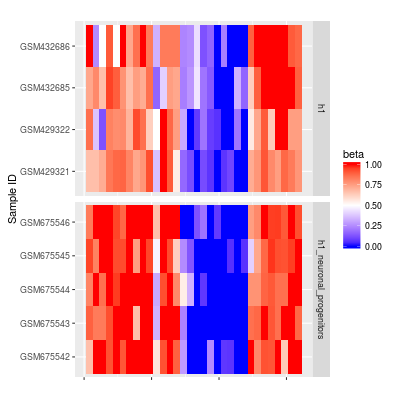 GSM432686
GSM432685
GSM429322
GSM429321
h1
GSM675546
GSM675545
GSM675544
GSM675543
GSM675542
h1_neuronal_progenitors
Sample ID
beta
1.00
0.75
0.50
0.25
0.00